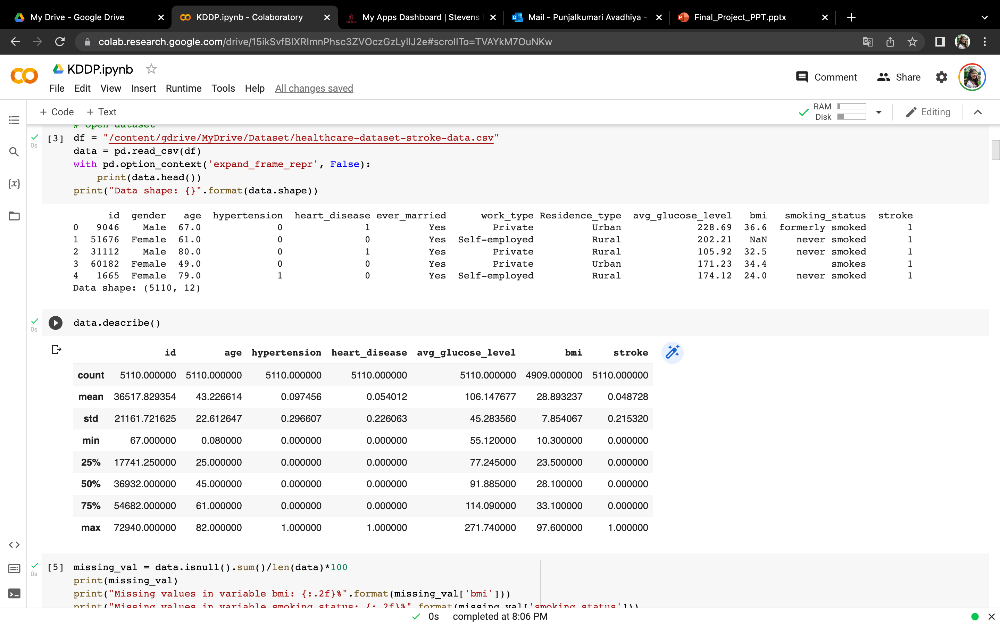 My Drive - Google Drive
KDDP.ipynb - Colaboratory
My Apps Dashboard | Stevens
Mail - Punjalkumari Avadhiya -
Final_Project_PPT.pptx
colab.research.google.com/drive/15ikSvfBIXRImnPhsc3ZVOczGzLylIJ2e#scrollTo=TVAYkM7OuNKw
KDDP.ipynb
Comment Share
File Edit View Insert Runtime Tools Help All changes saved
+ Code + Text
RAM
Disk
Editing
# open dataset
[3] df = "/content/gdrive/MyDrive/Dataset/healthcare-dataset-stroke-data.csv"
0s
data = pd.read_csv(df)
with pd.option_context('expand_frame_repr', False):
print(data.head())
print("Data shape: {}".format(data.shape))
id gender age hypertension heart_disease ever_married work_type Residence_type avg_glucose_level bmi smoking_status stroke
0 9046 Male 67.0 0 1 Yes Private Urban 228.69 36.6 formerly smoked 1
1 51676 Female 61.0 0 0 Yes Self-employed Rural 202.21 NaN never smoked 1
2 31112 Male 80.0 0 1 Yes Private Rural 105.92 32.5 never smoked 1
3 60182 Female 49.0 0 0 Yes Private Urban 171.23 34.4 smokes 1
4 1665 Female 79.0 1 0 Yes Self-employed Rural 174.12 24.0 never smoked 1
Data shape: (5110, 12)
data.describe()
0s
id age hypertension heart_disease avg_glucose_level bmi stroke
count 5110.000000 5110.000000 5110.000000 5110.000000 5110.000000 4909.000000 5110.000000
mean 36517.829354 43.226614 0.097456 0.054012 106.147677 28.893237 0.048728
std 21161.721625 22.612647 0.296607 0.226063 45.283560 7.854067 0.215320
min 67.000000 0.080000 0.000000 0.000000 55.120000 10.300000 0.000000
25% 17741.250000 25.000000 0.000000 0.000000 77.245000 23.500000 0.000000
50% 36932.000000 45.000000 0.000000 0.000000 91.885000 28.100000 0.000000
75% 54682.000000 61.000000 0.000000 0.000000 114.090000 33.100000 0.000000
max 72940.000000 82.000000 1.000000 1.000000 271.740000 97.600000 1.000000
[5] missing_val = data.isnull().sum()/len(data)*100
0s
print(missing_val)
print("Missing values in variable bmi: {:.2f}%".format(missing_val['bmi']))
print("Missing values in variable smoking_status: {:.2f}%".format(missing_val['smoking_status']))
0s completed at 8:06 PM